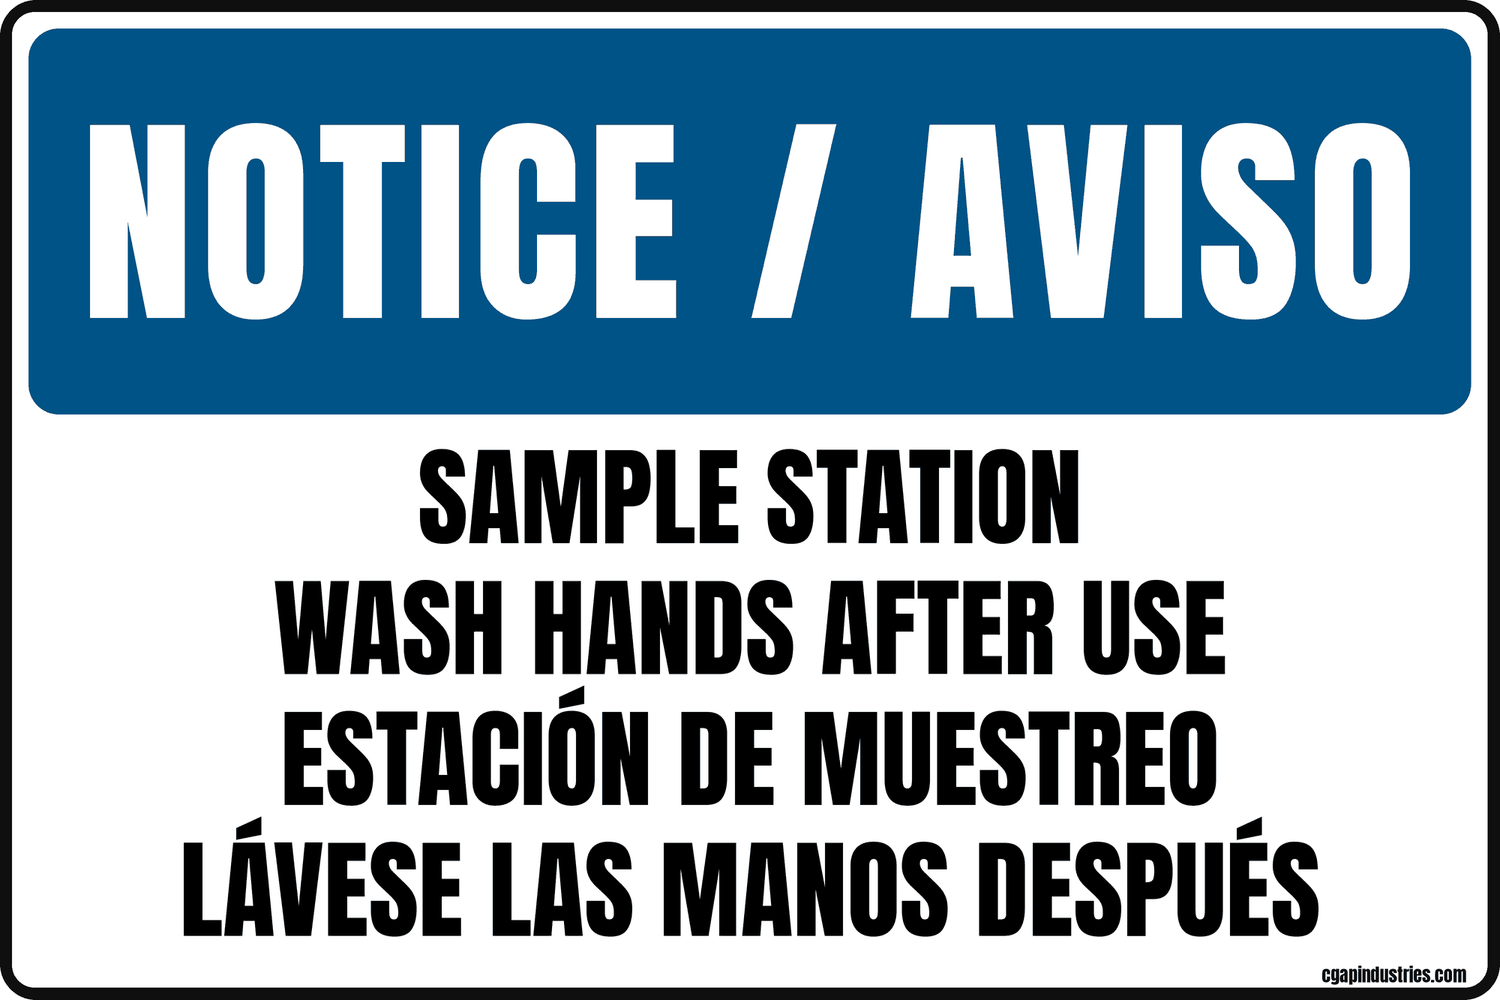 NOTICE / AVISO
SAMPLE STATION
WASH HANDS AFTER USE
ESTACIÓN DE MUESTREO
LÁVESE LAS MANOS DESPUÉS
cgapindustries.com